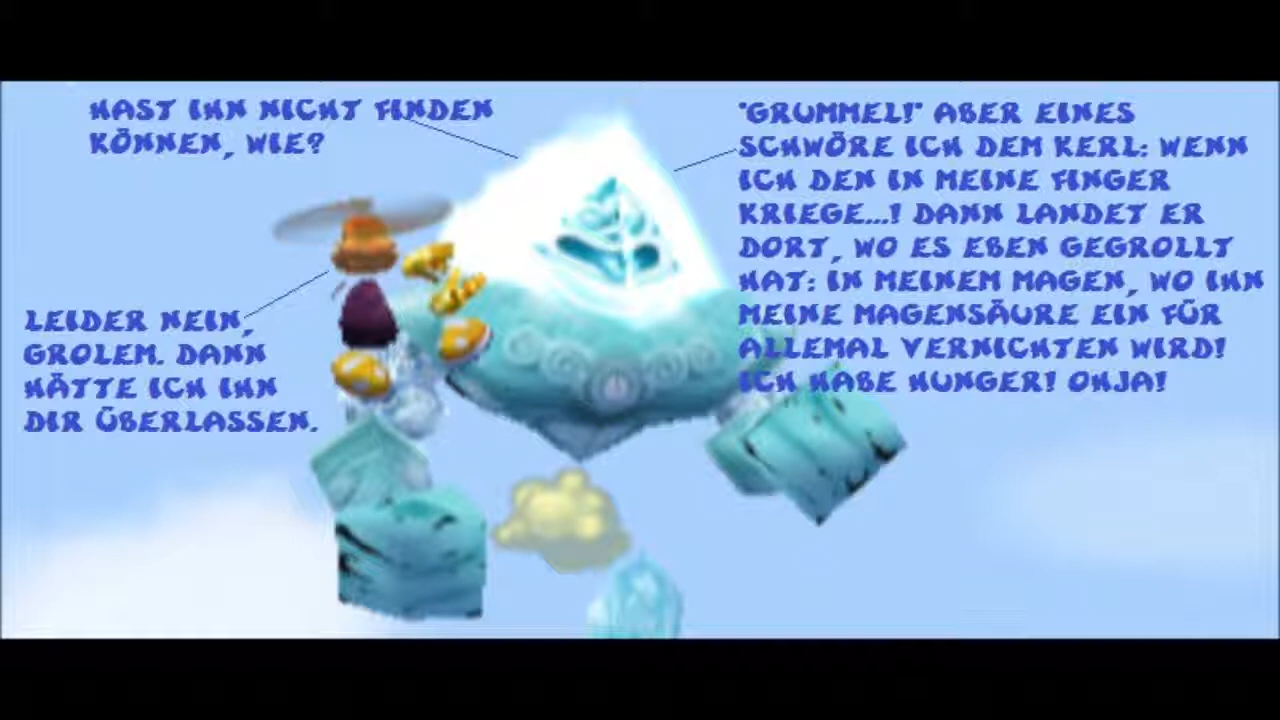 HAST IHN NICHT FINDEN
KÖNNEN, WIE?
LEIDER NEIN,
GROLEM. DANN
HÄTTE ICH IHN
DIR ÜBERLASSEN.
"GRUMMEL!" ABER EINES
SCHWÖRE ICH DEM KERL: WENN
ICH DEN IN MEINE FINGER
KRIEGE...! DANN LANDET ER
DORT, WO ES EBEN GEGROLLT
HAT: IN MEINEM MAGEN, WO IHN
MEINE MAGENSÄURE EIN FÜR
ALLEMAL VERNICHTEN WIRD!
ICH HABE HUNGER! OHJA!